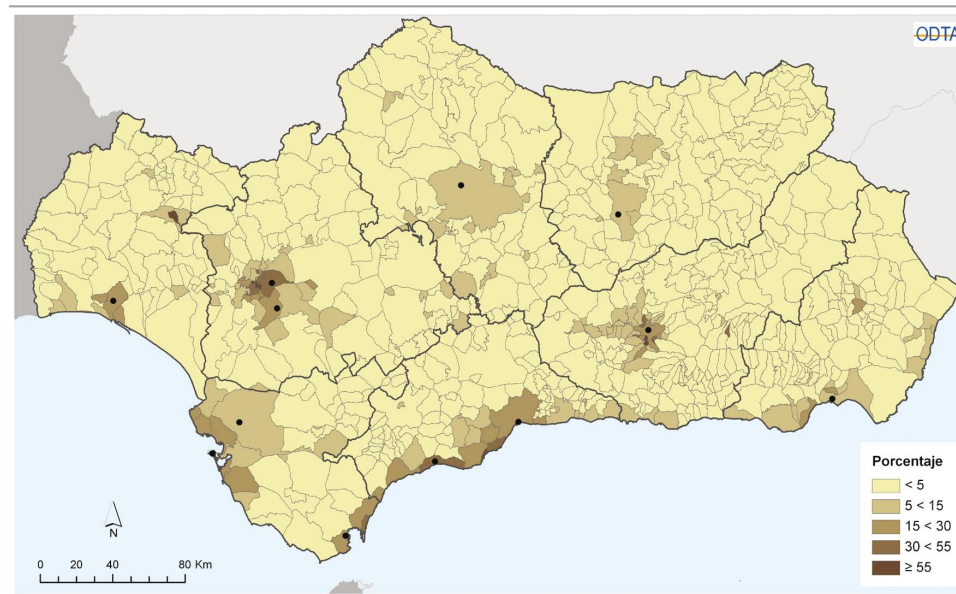 ODTA
Porcentaje
< 5
5 < 15
15 < 30
30 < 55
≥ 55
N
0 20 40 80 Km